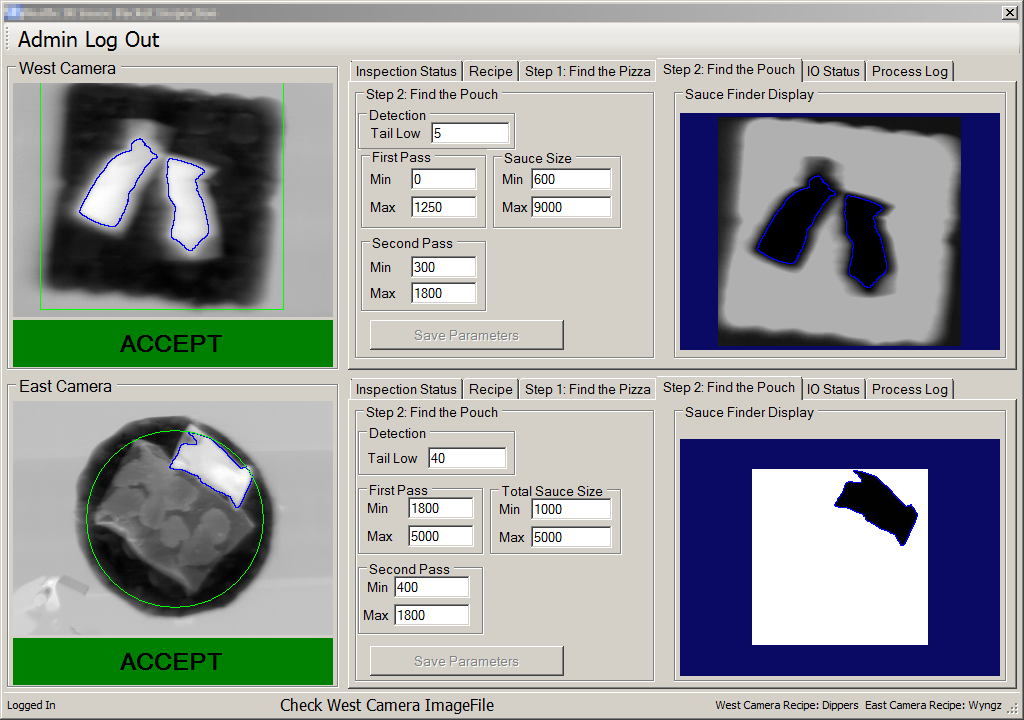 Admin Log Out
West Camera
ACCEPT
Inspection Status
Recipe
Step 1: Find the Pizza
Step 2: Find the Pouch
IO Status
Process Log
Step 2: Find the Pouch
Detection
Tail Low 5
First Pass
Min 0
Max 1250
Sauce Size
Min 600
Max 9000
Second Pass
Min 300
Max 1800
Save Parameters
Sauce Finder Display
East Camera
ACCEPT
Inspection Status
Recipe
Step 1: Find the Pizza
Step 2: Find the Pouch
IO Status
Process Log
Step 2: Find the Pouch
Detection
Tail Low 40
First Pass
Min 1800
Max 5000
Total Sauce Size
Min 1000
Max 5000
Second Pass
Min 400
Max 1800
Save Parameters
Sauce Finder Display
Logged In
Check West Camera ImageFile
West Camera Recipe: Dippers
East Camera Recipe: Wyngz